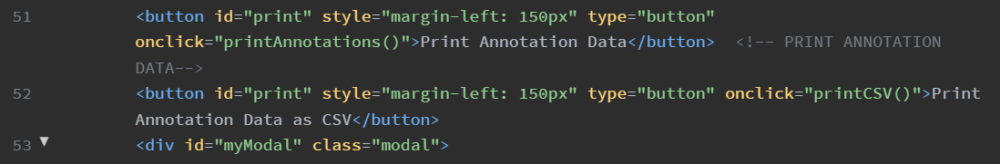 51 <button id="print" style="margin-left: 150px" type="button"
onclick="printAnnotations()">Print Annotation Data</button>  <!-- PRINT ANNOTATION
DATA-->
52 <button id="print" style="margin-left: 150px" type="button" onclick="printCSV()">Print
Annotation Data as CSV</button>
53 <div id="myModal" class="modal">